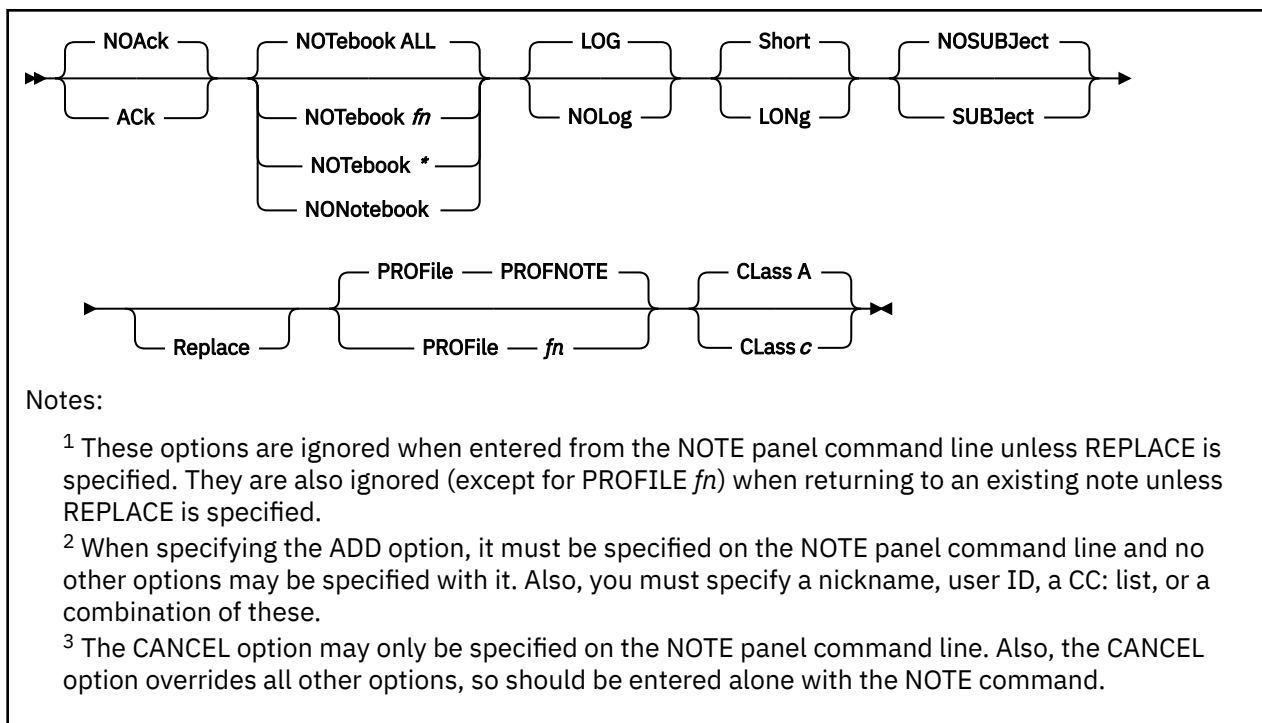 NOAck NOTebook ALL LOG Short NOSUBJect
ACk NOTebook fn NOLog LONg SUBJect
NOTebook *
NONotebook
PROFile PROFNOTE CLass A
Replace PROFile fn CLass c
Notes:
1 These options are ignored when entered from the NOTE panel command line unless REPLACE is
specified. They are also ignored (except for PROFILE fn) when returning to an existing note unless
REPLACE is specified.
2 When specifying the ADD option, it must be specified on the NOTE panel command line and no
other options may be specified with it. Also, you must specify a nickname, user ID, a CC: list, or a
combination of these.
3 The CANCEL option may only be specified on the NOTE panel command line. Also, the CANCEL
option overrides all other options, so should be entered alone with the NOTE command.